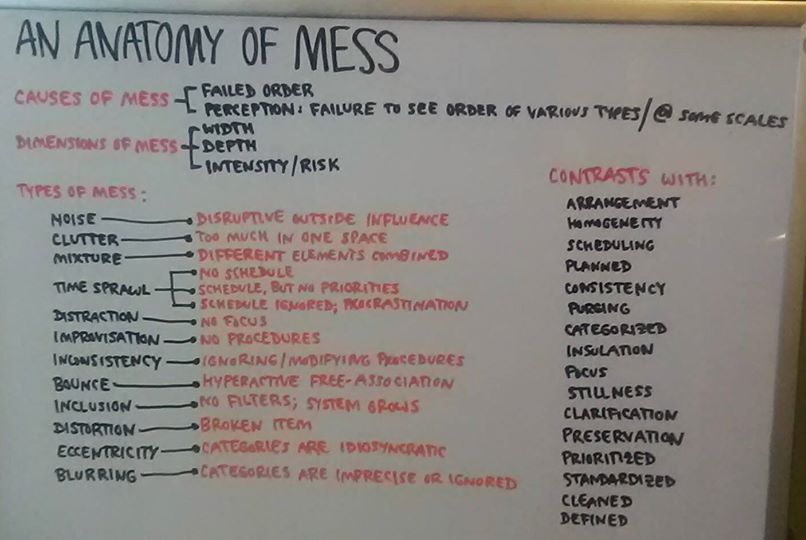 AN ANATOMY OF MESS
CAUSES OF MESS
FAILED ORDER
PERCEPTION: FAILURE TO SEE ORDER OF VARIOUS TYPES/@ SOME SCALES
DIMENSIONS OF MESS
WIDTH
DEPTH
INTENSITY/RISK
TYPES OF MESS:
NOISE DISRUPTIVE OUTSIDE INFLUENCE
CLUTTER TOO MUCH IN ONE SPACE
MIXTURE DIFFERENT ELEMENTS COMBINED
TIME SPRAWL
NO SCHEDULE
SCHEDULE, BUT NO PRIORITIES
SCHEDULE IGNORED; PROCRASTINATION
DISTRACTION NO FOCUS
IMPROVISATION NO PROCEDURES
INCONSISTENCY IGNORING/MODIFYING PROCEDURES
BOUNCE HYPERACTIVE FREE-ASSOCIATION
INCLUSION NO FILTERS; SYSTEM GROWS
DISTORTION BROKEN ITEM
ECCENTRICITY CATEGORIES ARE IDIOSYNCRATIC
BLURRING CATEGORIES ARE IMPRECISE OR IGNORED
CONTRASTS WITH:
ARRANGEMENT
HOMOGENEITY
SCHEDULING
PLANNED
CONSISTENCY
PURGING
CATEGORIZED
INSULATION
FOCUS
STILLNESS
CLARIFICATION
PRESERVATION
PRIORITIZED
STANDARDIZED
CLEANED
DEFINED